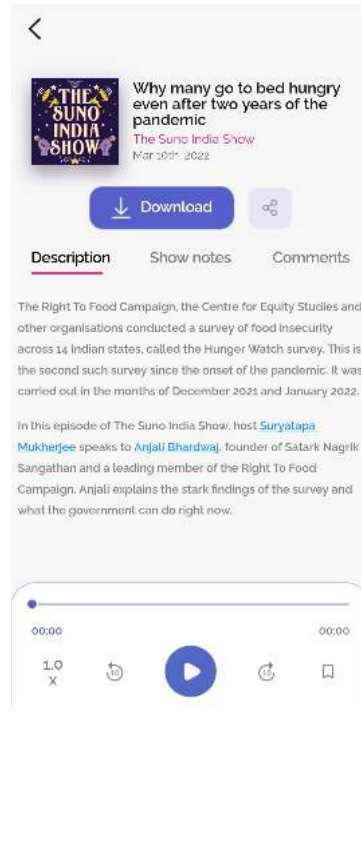 THE
SUNO
INDIA
SHOW
Why many go to bed hungry
even after two years of the
pandemic
The Suno India Show
Mar 10th, 2022
Download
Description Show notes Comments
The Right To Food Campaign, the Centre for Equity Studies and
other organisations conducted a survey of food insecurity
across 14 Indian states, called the Hunger Watch survey. This is
the second such survey since the onset of the pandemic. It was
carried out in the months of December 2021 and January 2022.
In this episode of The Suno India Show, host Suryatapa
Mukherjee speaks to Anjali Bhardwaj, founder of Satark Nagrik
Sangathan and a leading member of the Right To Food
Campaign. Anjali explains the stark findings of the survey and
what the government can do right now.
00:00 00:00
1.0
X
10
15